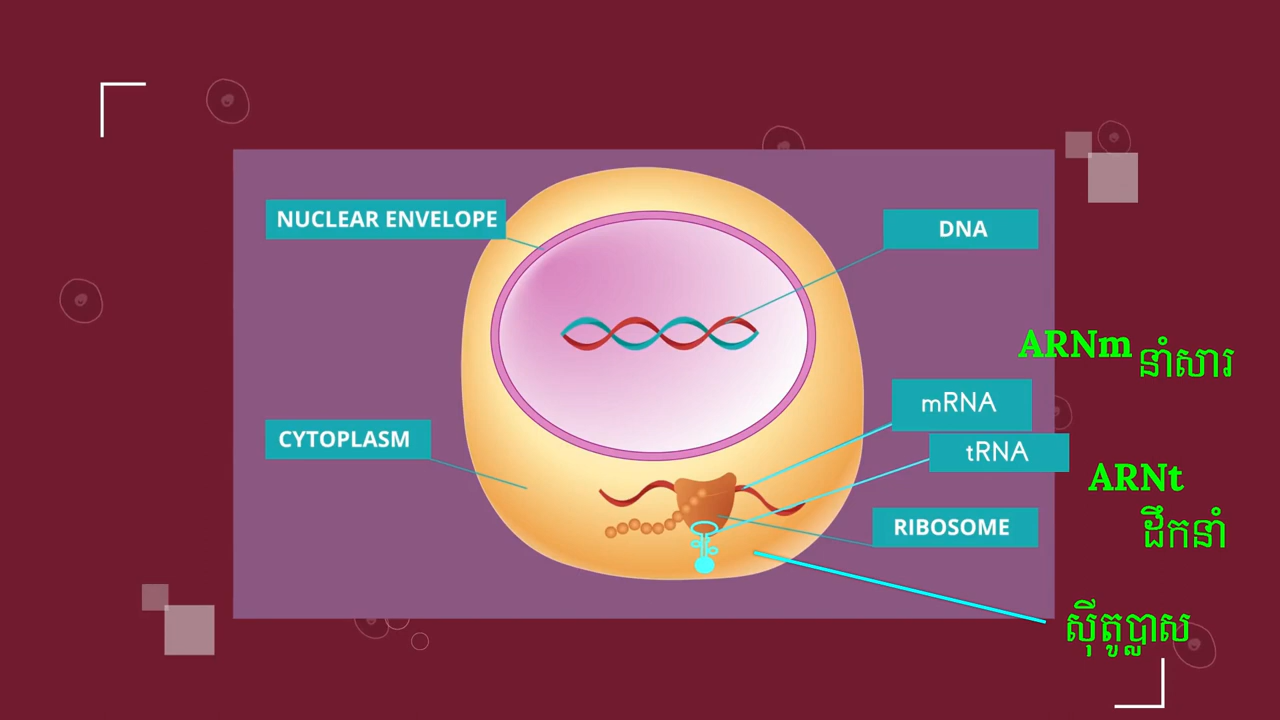 NUCLEAR ENVELOPE
DNA
ARNm នាំសារ
mRNA
CYTOPLASM
tRNA
ARNt
ដឹកនាំ
RIBOSOME
ស៊ីតូប្លាស